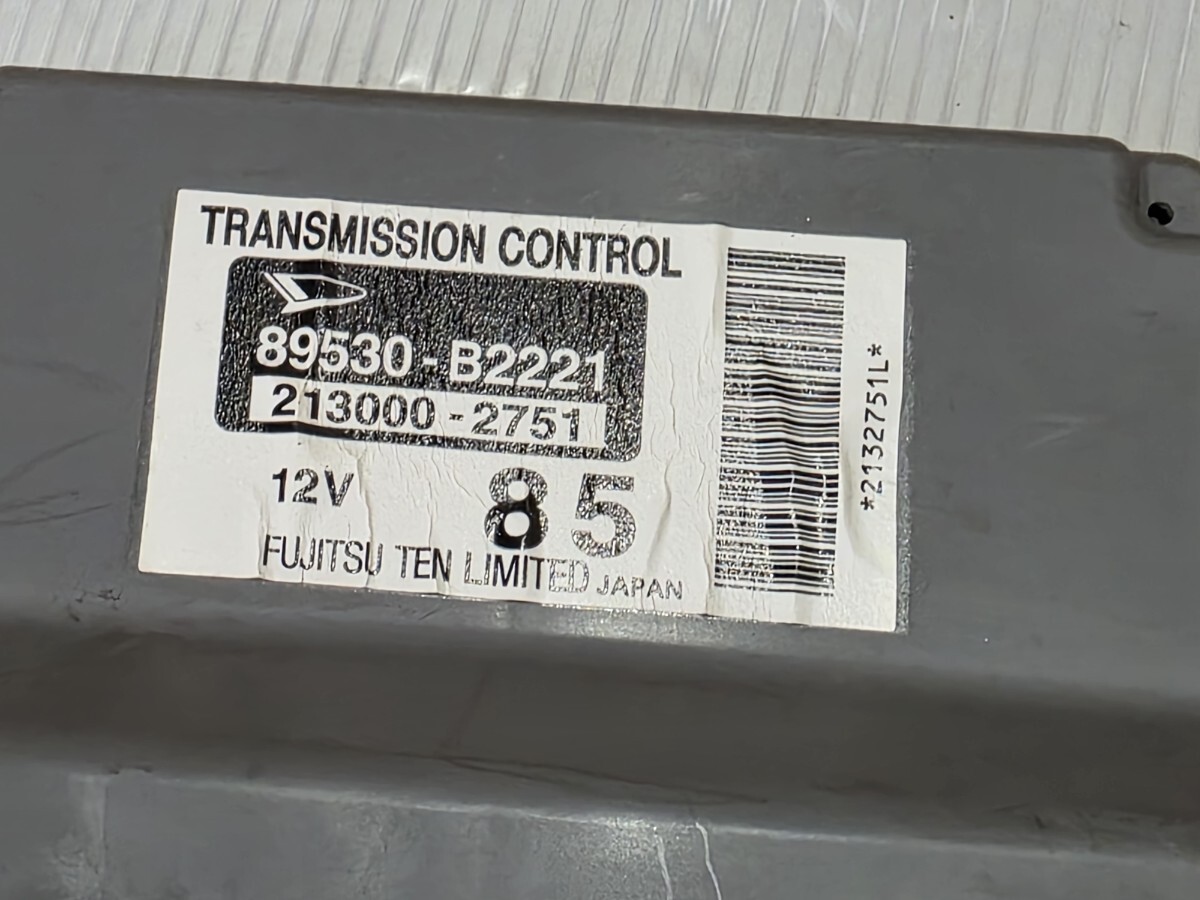 TRANSMISSION CONTROL
89530-B2221
213000-2751
12V 85
FUJITSU TEN LIMITED JAPAN
*2132751L*